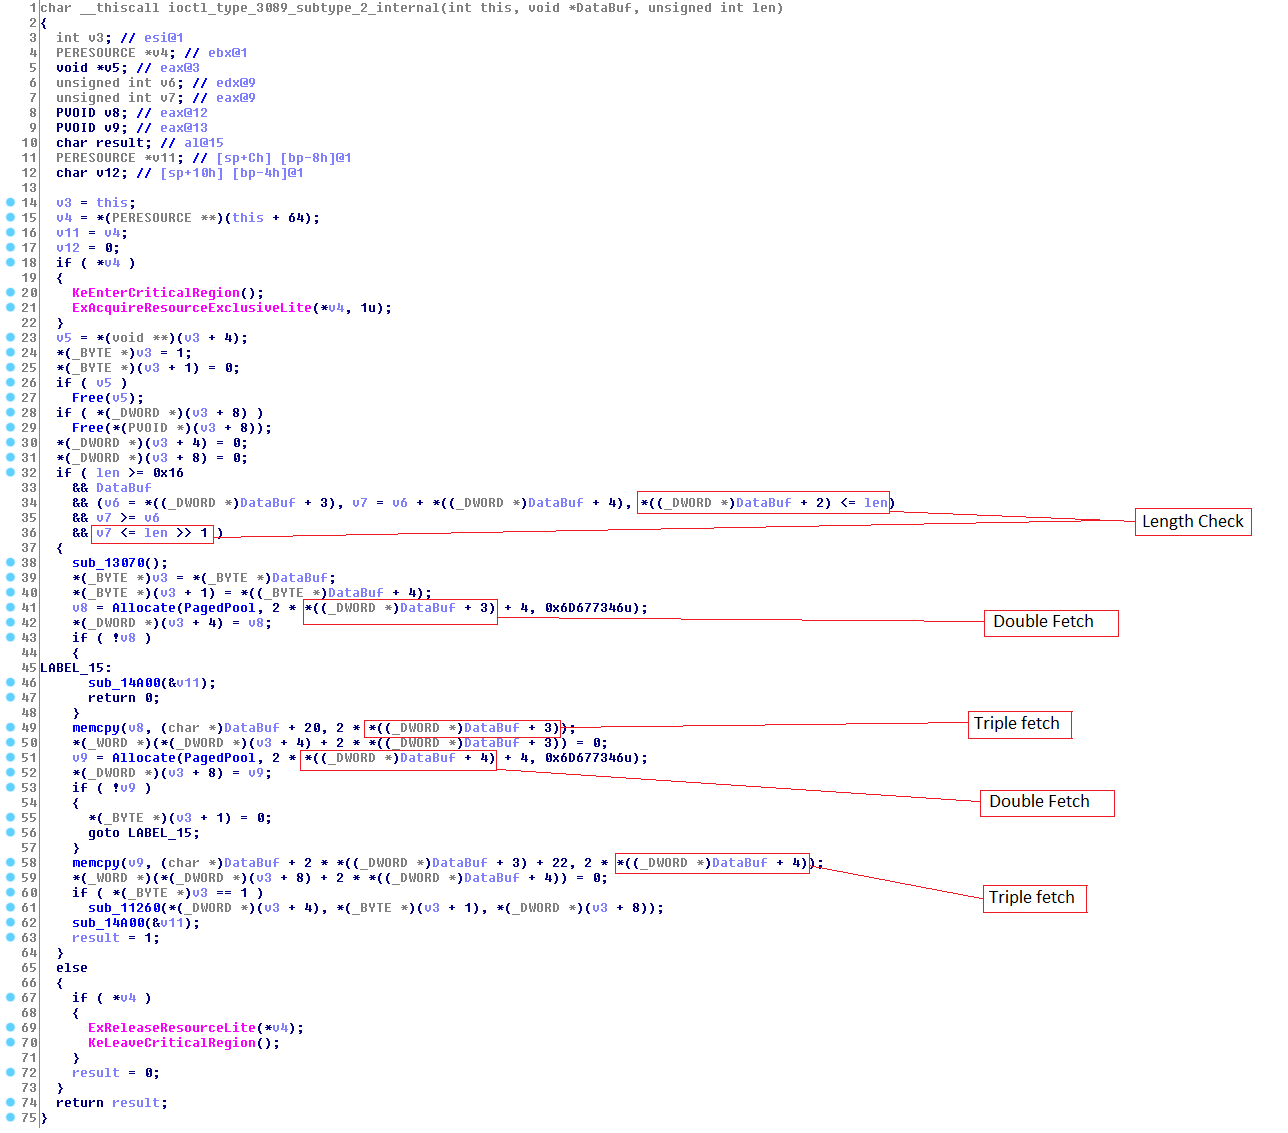 1 char __thiscall ioctl_type_3089_subtype_2_internal(int this, void *DataBuf, unsigned int len)
2 {
3 int v3; // esi@1
4 PERESOURCE *v4; // ebx@1
5 void *v5; // eax@3
6 unsigned int v6; // edx@9
7 unsigned int v7; // eax@9
8 PVOID v8; // eax@12
9 PVOID v9; // eax@13
10 char result; // al@15
11 PERESOURCE *v11; // [sp+Ch] [bp-8h]@1
12 char v12; // [sp+10h] [bp-4h]@1
13
14 v3 = this;
15 v4 = *(PERESOURCE **)(this + 64);
16 v11 = v4;
17 v12 = 0;
18 if ( *v4 )
19 {
20 KeEnterCriticalRegion();
21 ExAcquireResourceExclusiveLite(*v4, 1u);
22 }
23 v5 = *(void **)(v3 + 4);
24 *(_BYTE *)v3 = 1;
25 *(_BYTE *)(v3 + 1) = 0;
26 if ( v5 )
27 Free(v5);
28 if ( *(_DWORD *)(v3 + 8) )
29 Free(*(PVOID *)(v3 + 8));
30 *(_DWORD *)(v3 + 4) = 0;
31 *(_DWORD *)(v3 + 8) = 0;
32 if ( len >= 0x16
33 && DataBuf
34 && (v6 = *((_DWORD *)DataBuf + 3), v7 = v6 + *((_DWORD *)DataBuf + 4), *((_DWORD *)DataBuf + 2) <= len)
35 && v7 >= v6
36 && v7 <= len >> 1 )
Length Check
37 {
38 sub_13070();
39 *(_BYTE *)v3 = *(_BYTE *)DataBuf;
40 *(_BYTE *)(v3 + 1) = *((_BYTE *)DataBuf + 4);
41 v8 = Allocate(PagedPool, 2 * *((_DWORD *)DataBuf + 3) + 4, 0x6D677346u);
42 *(_DWORD *)(v3 + 4) = v8;
Double Fetch
43 if ( !v8 )
44 {
45 LABEL_15:
46 sub_14A00(&v11);
47 return 0;
48 }
49 memcpy(v8, (char *)DataBuf + 20, 2 * *((_DWORD *)DataBuf + 3));
Triple fetch
50 *(_WORD *)(*(_DWORD *)(v3 + 4) + 2 * *((_DWORD *)DataBuf + 3)) = 0;
51 v9 = Allocate(PagedPool, 2 * *((_DWORD *)DataBuf + 4) + 4, 0x6D677346u);
52 *(_DWORD *)(v3 + 8) = v9;
53 if ( !v9 )
54 {
Double Fetch
55 *(_BYTE *)(v3 + 1) = 0;
56 goto LABEL_15;
57 }
58 memcpy(v9, (char *)DataBuf + 2 * *((_DWORD *)DataBuf + 3) + 22, 2 * *((_DWORD *)DataBuf + 4));
59 *(_WORD *)(*(_DWORD *)(v3 + 8) + 2 * *((_DWORD *)DataBuf + 4)) = 0;
60 if ( *(_BYTE *)v3 == 1 )
Triple fetch
61 sub_11260(*(_DWORD *)(v3 + 4), *(_BYTE *)(v3 + 1), *(_DWORD *)(v3 + 8));
62 sub_14A00(&v11);
63 result = 1;
64 }
65 else
66 {
67 if ( *v4 )
68 {
69 ExReleaseResourceLite(*v4);
70 KeLeaveCriticalRegion();
71 }
72 result = 0;
73 }
74 return result;
75 }